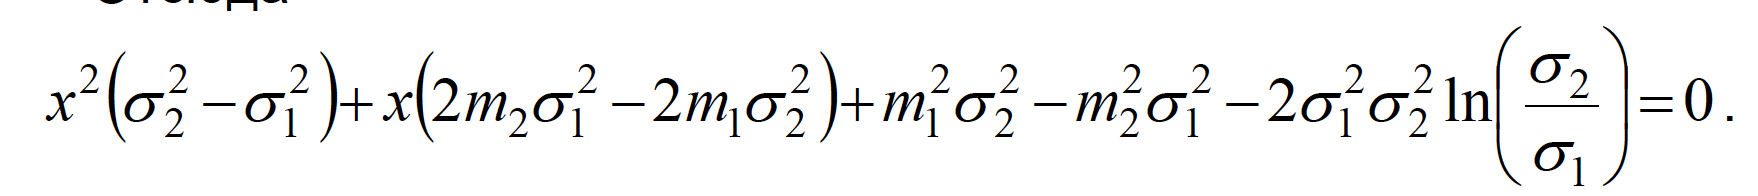 x²(σ₂² − σ₁²) + x(2m₂σ₁² − 2m₁σ₂²) + m₁²σ₂² − m₂²σ₁² − 2σ₁²σ₂² ln(σ₂/σ₁) = 0 .